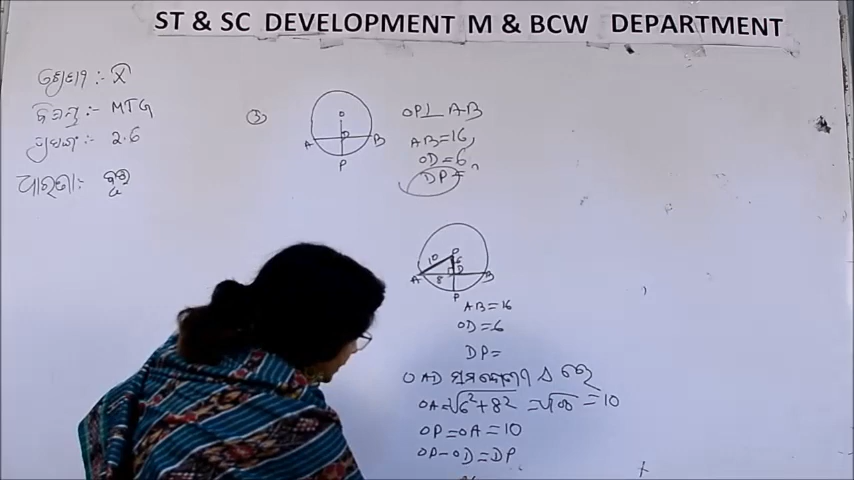 ST & SC DEVELOPMENT M & BCW DEPARTMENT
ଶ୍ରେଣୀ :- X
ବିଷୟ :- MTG
ପ୍ରଶ୍ନ :- 2.6
ଅଧ୍ୟାୟ :- ବୃତ୍ତ
③
O
A D B
P
OP⊥ AB
AB=16,
OD=6,
DP=?
O
10 6
A 8 D B
P
AB=16
OD=6
DP=
OAD ସମକୋଣୀ Δ ରେ
OA=√6²+8² =√100 =10
OP=OA=10
OP-OD=DP